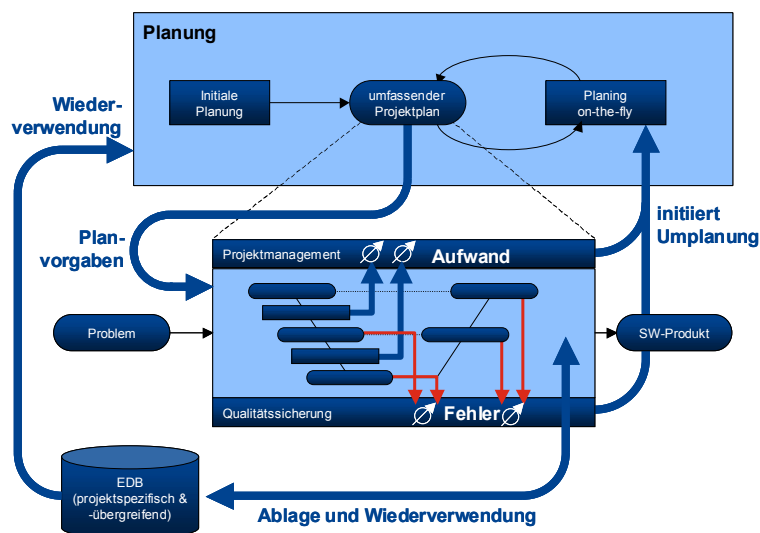 Planung
Wieder-
verwendung
Initiale
Planung
umfassender
Projektplan
Planing
on-the-fly
Plan-
vorgaben
initiiert
Umplanung
Projektmanagement
Aufwand
Problem
SW-Produkt
Qualitätssicherung
Fehler
EDB
(projektspezifisch &
-übergreifend)
Ablage und Wiederverwendung